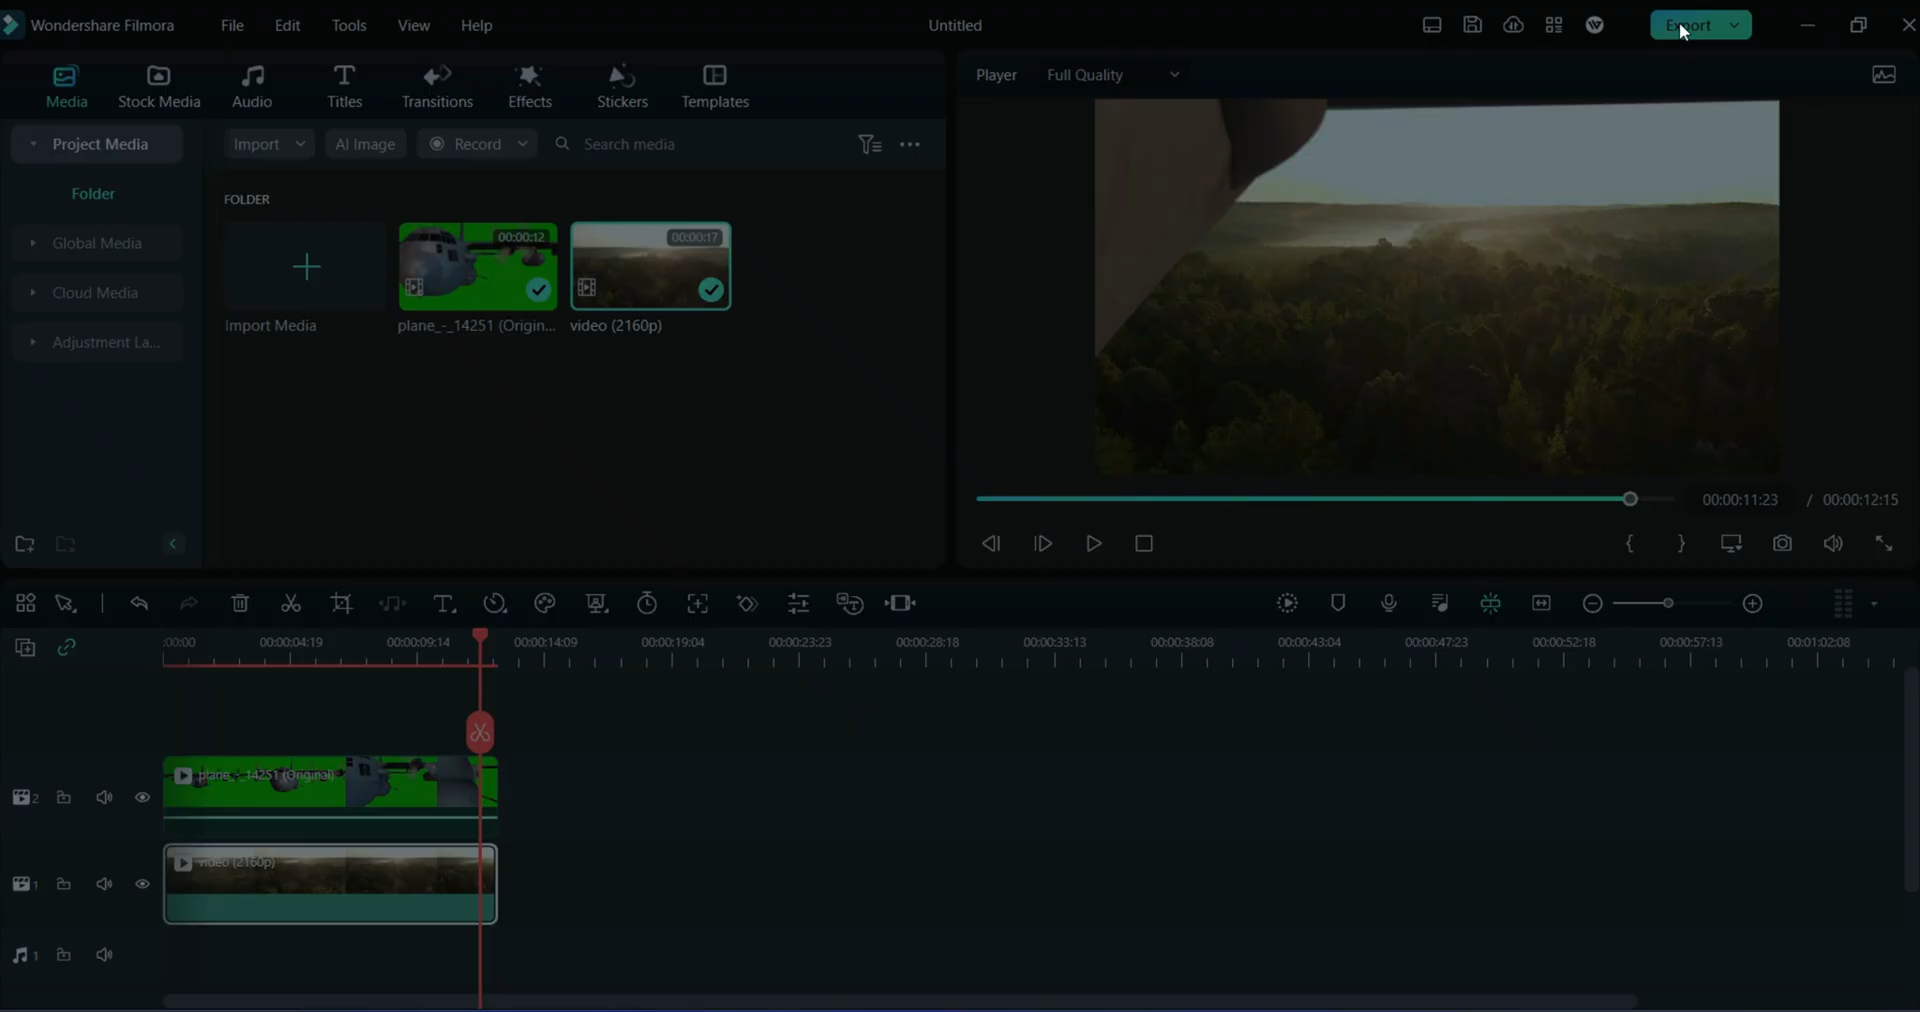 Wondershare Filmora File Edit Tools View Help Untitled Export
Media Stock Media Audio Titles Transitions Effects Stickers Templates
Player Full Quality
Project Media
Import AI Image Record Search media
Folder
FOLDER
Global Media
Cloud Media
Adjustment La...
00:00:12
00:00:17
Import Media plane_-_14251 (Origin... video (2160p)
00:00:11:23 / 00:00:12:15
:00:00 00:00:04:19 00:00:09:14 00:00:14:09 00:00:19:04 00:00:23:23 00:00:28:18 00:00:33:13 00:00:38:08 00:00:43:04 00:00:47:23 00:00:52:18 00:00:57:13 00:01:02:08
plane_-_14251 (Original)
2
video (2160p)
1
1